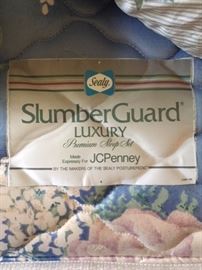 Sealy
SlumberGuard®
LUXURY
Premium Sleep Set
Made Expressly For JCPenney
BY THE MAKERS OF THE SEALY POSTUREPEDIC